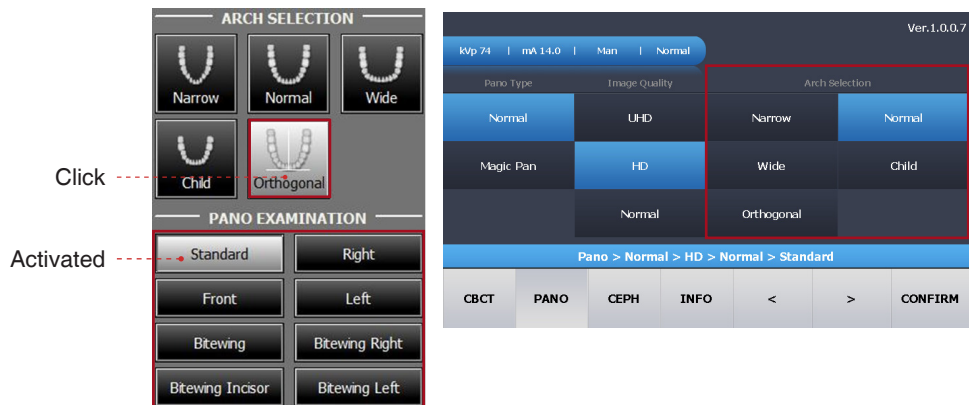 ARCH SELECTION
Narrow Normal Wide
Child Orthogonal
Click
PANO EXAMINATION
Activated
Standard Right
Front Left
Bitewing Bitewing Right
Bitewing Incisor Bitewing Left
Ver.1.0.0.7
kVp 74 | mA 14.0 | Man | Normal
Pano Type Image Quality Arch Selection
Normal UHD Narrow Normal
Magic Pan HD Wide Child
Normal Orthogonal
Pano > Normal > HD > Normal > Standard
CBCT PANO CEPH INFO < > CONFIRM